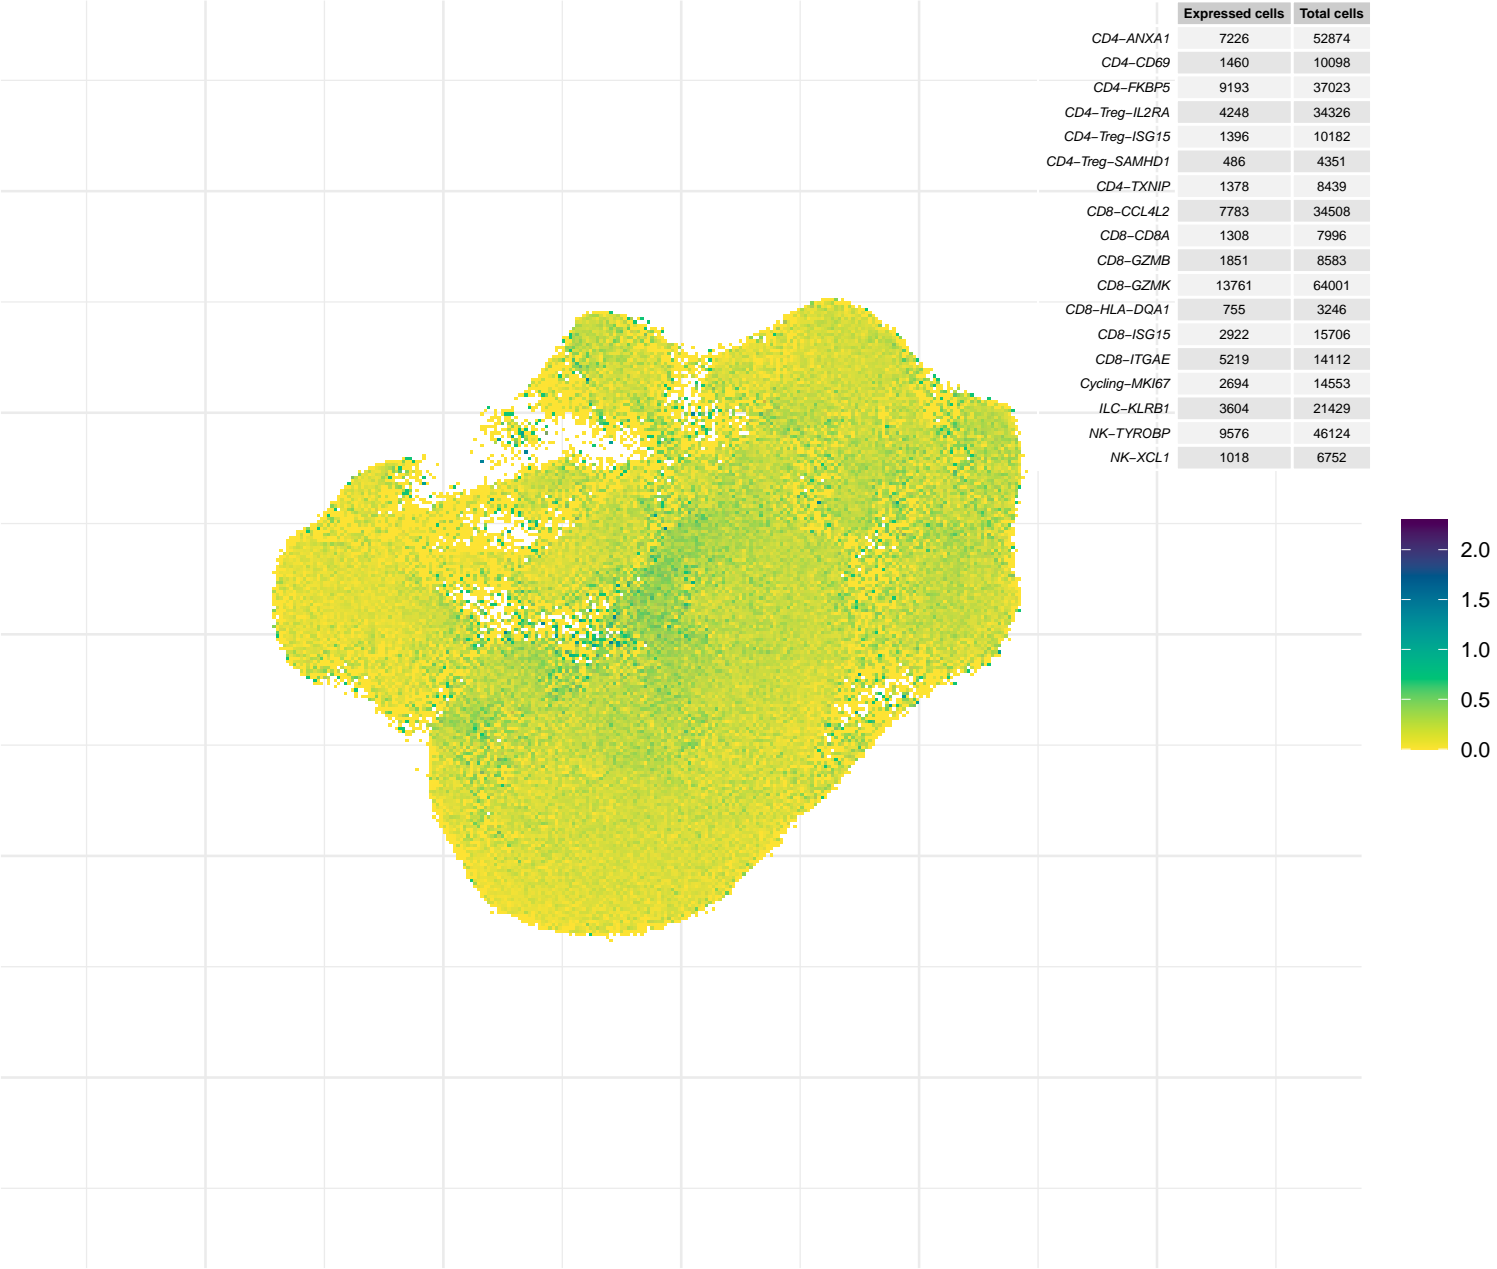 Expressed cells Total cells
CD4−ANXA1 7226 52874
CD4−CD69 1460 10098
CD4−FKBP5 9193 37023
CD4−Treg−IL2RA 4248 34326
CD4−Treg−ISG15 1396 10182
CD4−Treg−SAMHD1 486 4351
CD4−TXNIP 1378 8439
CD8−CCL4L2 7783 34508
CD8−CD8A 1308 7996
CD8−GZMB 1851 8583
CD8−GZMK 13761 64001
CD8−HLA−DQA1 755 3246
CD8−ISG15 2922 15706
CD8−ITGAE 5219 14112
Cycling−MKI67 2694 14553
ILC−KLRB1 3604 21429
NK−TYROBP 9576 46124
NK−XCL1 1018 6752
2.0
1.5
1.0
0.5
0.0